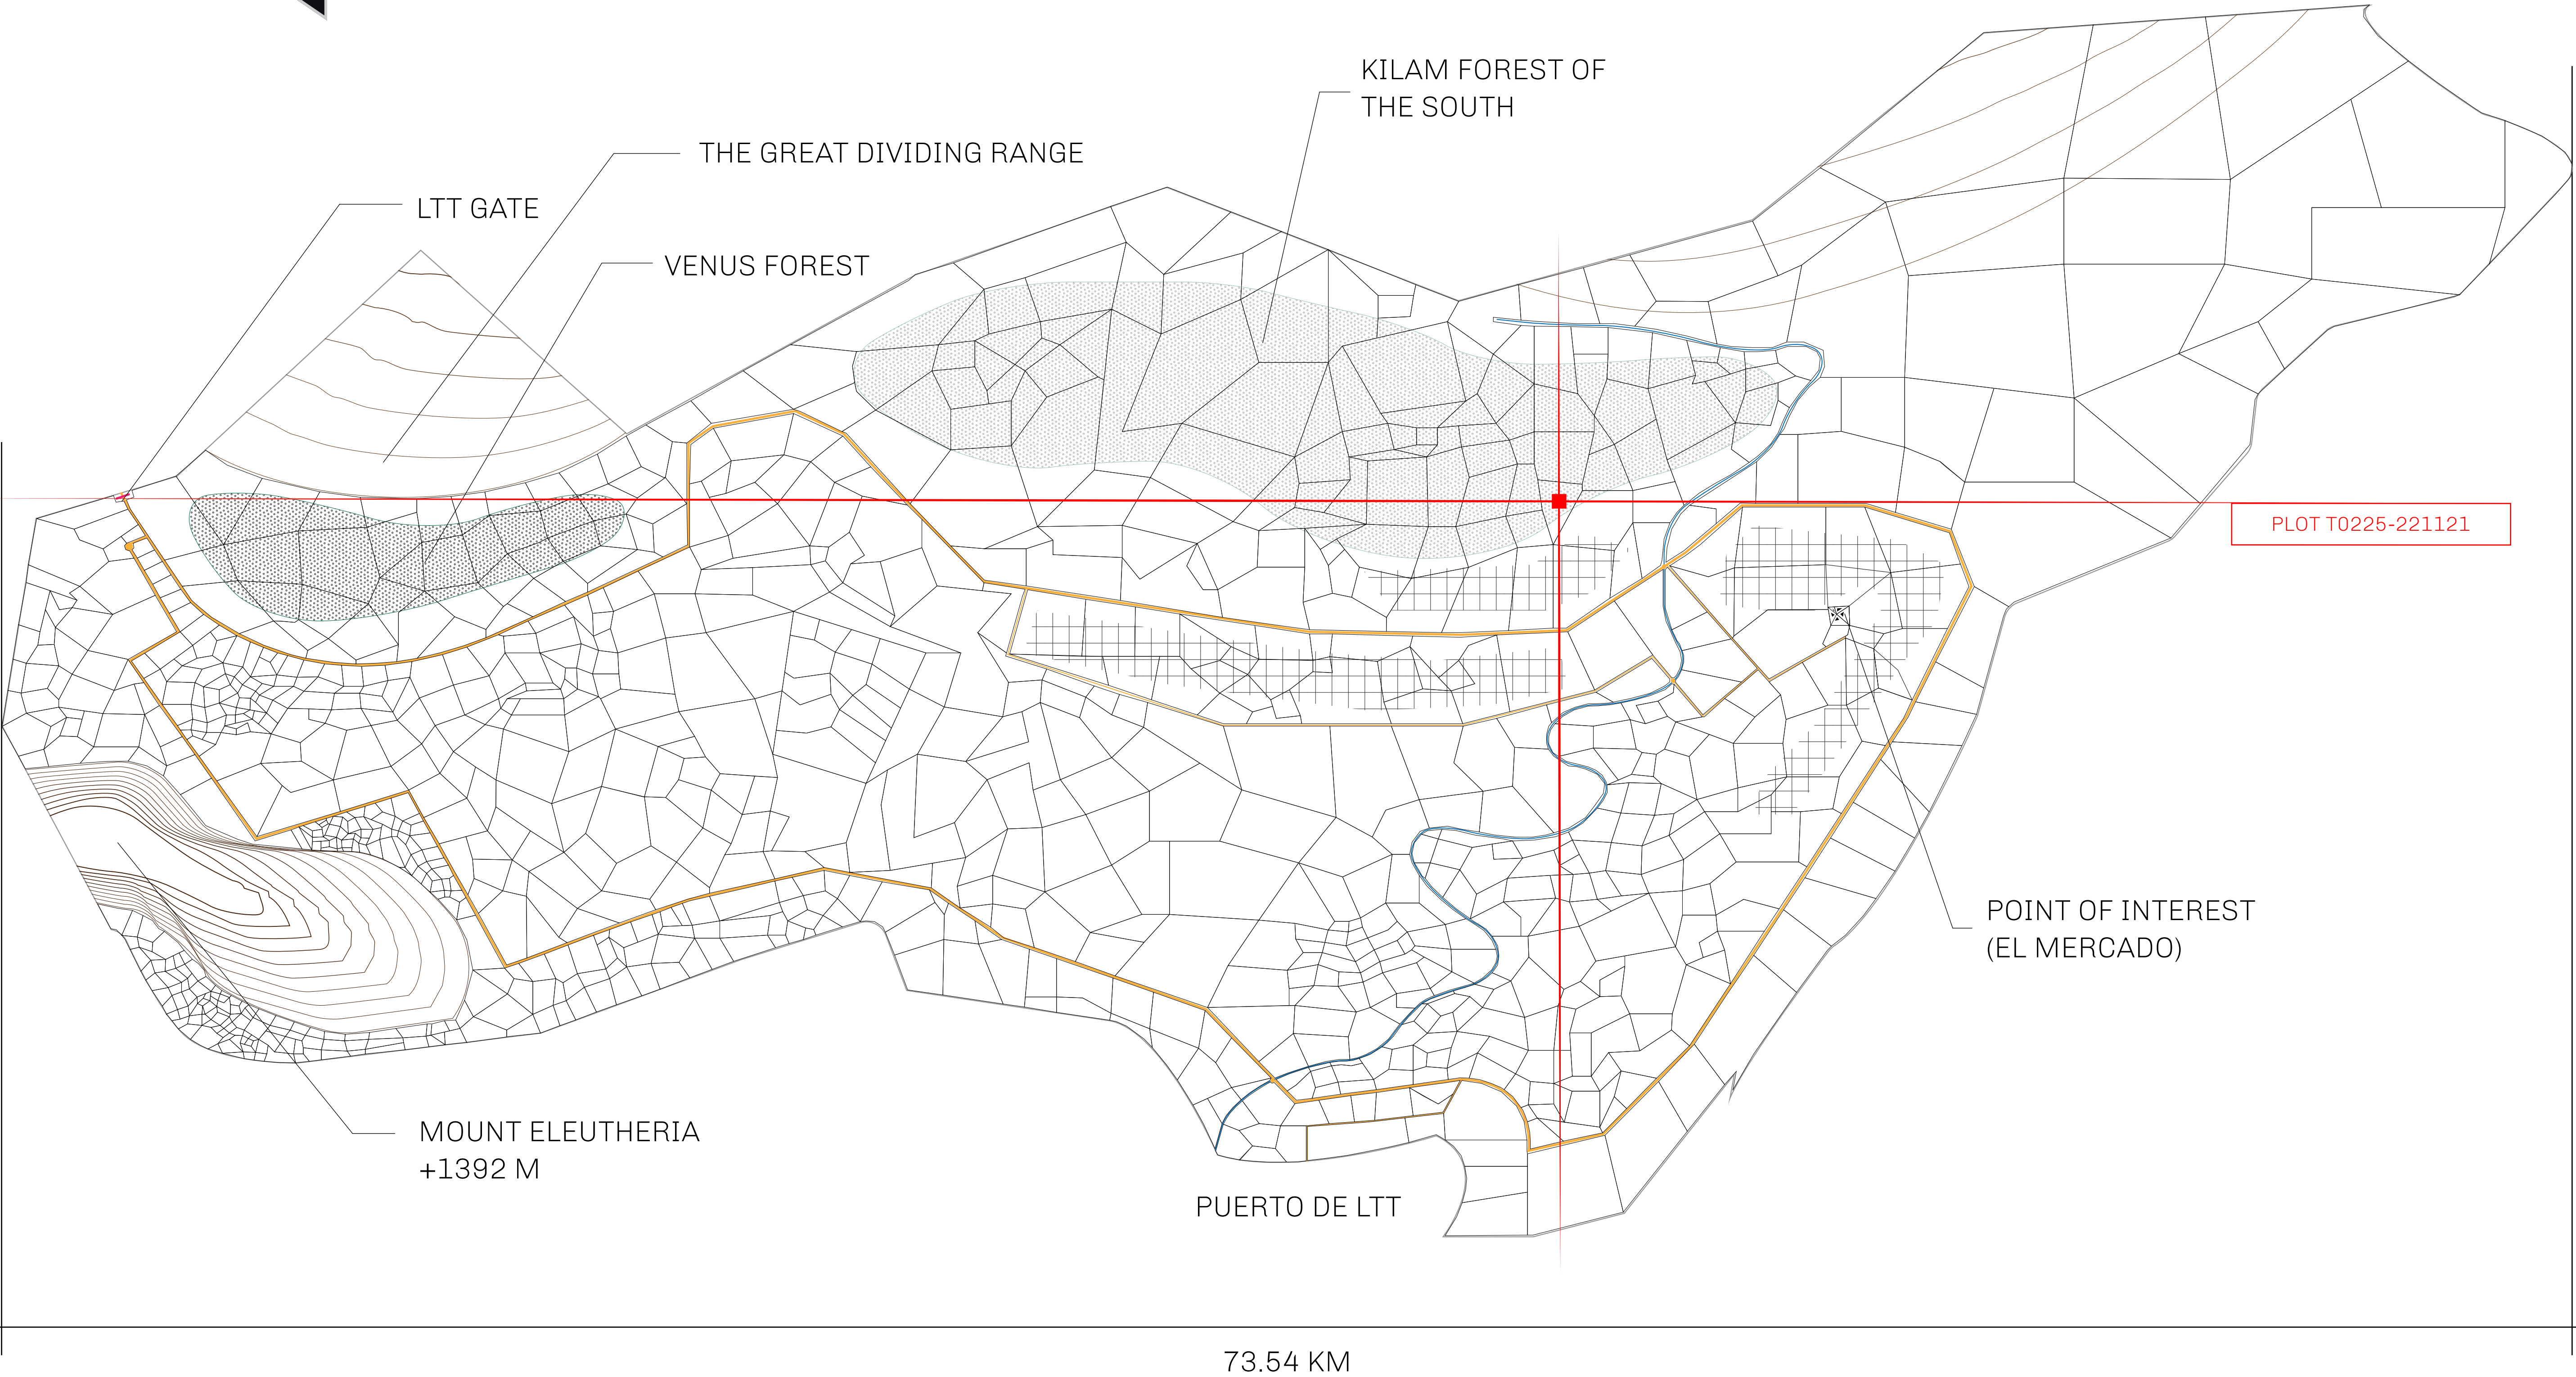 KILAM FOREST OF
THE SOUTH
THE GREAT DIVIDING RANGE
LTT GATE
VENUS FOREST
PLOT T0225-221121
POINT OF INTEREST
(EL MERCADO)
MOUNT ELEUTHERIA
+1392 M
PUERTO DE LTT
73.54 KM